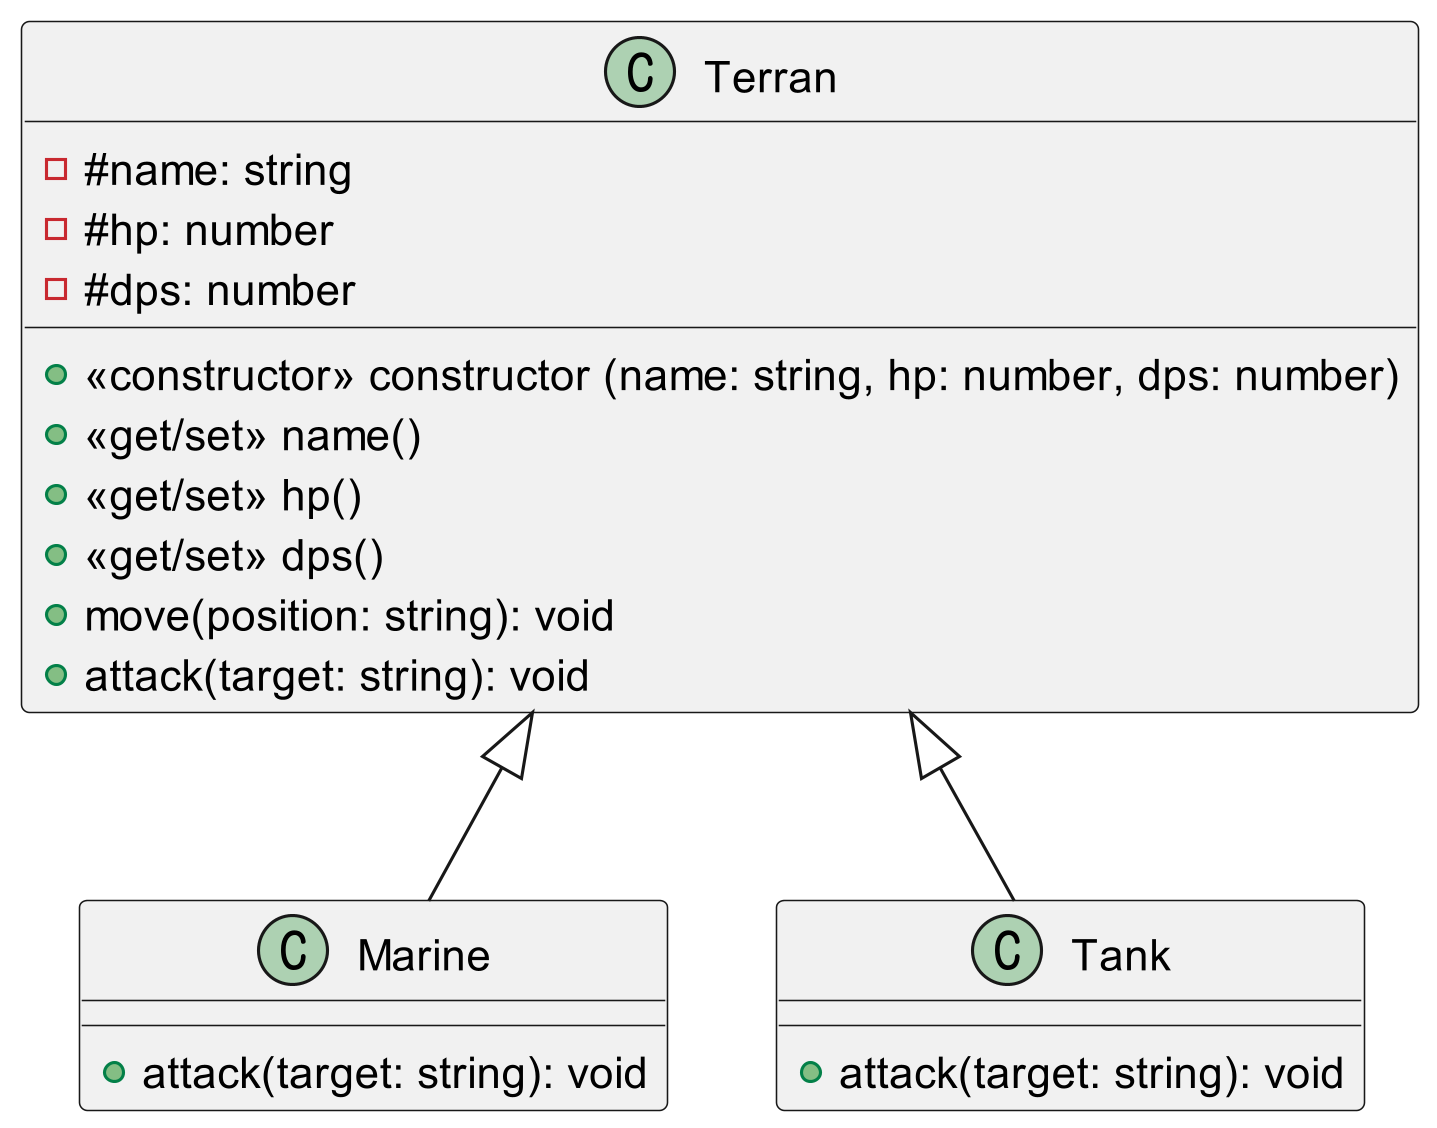 C Terran
#name: string
#hp: number
#dps: number
«constructor» constructor (name: string, hp: number, dps: number)
«get/set» name()
«get/set» hp()
«get/set» dps()
move(position: string): void
attack(target: string): void
C Marine
attack(target: string): void
C Tank
attack(target: string): void